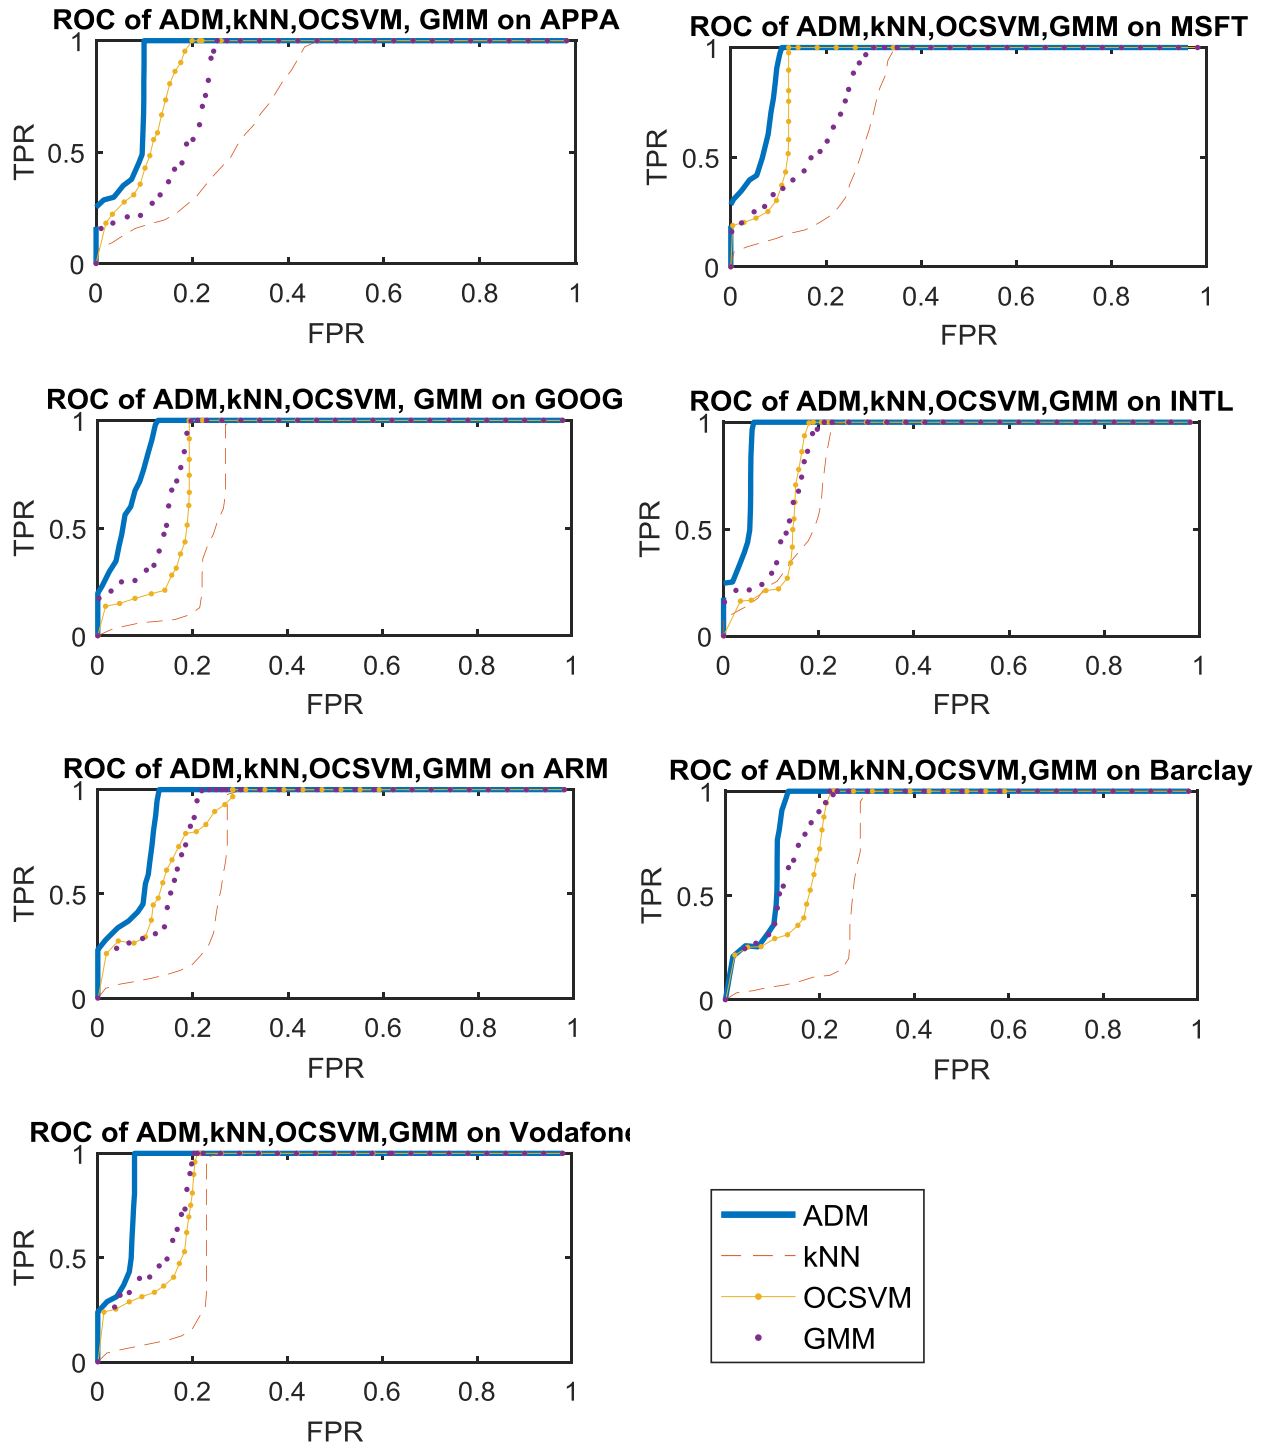 ROC of ADM,kNN,OCSVM, GMM on APPA
1
0.5
0
TPR
0 0.2 0.4 0.6 0.8 1
FPR
ROC of ADM,kNN,OCSVM,GMM on MSFT
1
0.5
0
TPR
0 0.2 0.4 0.6 0.8 1
FPR
ROC of ADM,kNN,OCSVM, GMM on GOOG
1
0.5
0
TPR
0 0.2 0.4 0.6 0.8 1
FPR
ROC of ADM,kNN,OCSVM,GMM on INTL
1
0.5
0
TPR
0 0.2 0.4 0.6 0.8 1
FPR
ROC of ADM,kNN,OCSVM,GMM on ARM
1
0.5
0
TPR
0 0.2 0.4 0.6 0.8 1
FPR
ROC of ADM,kNN,OCSVM,GMM on Barclay
1
0.5
0
TPR
0 0.2 0.4 0.6 0.8 1
FPR
ROC of ADM,kNN,OCSVM,GMM on Vodafone
1
0.5
0
TPR
0 0.2 0.4 0.6 0.8 1
FPR
ADM
kNN
OCSVM
GMM